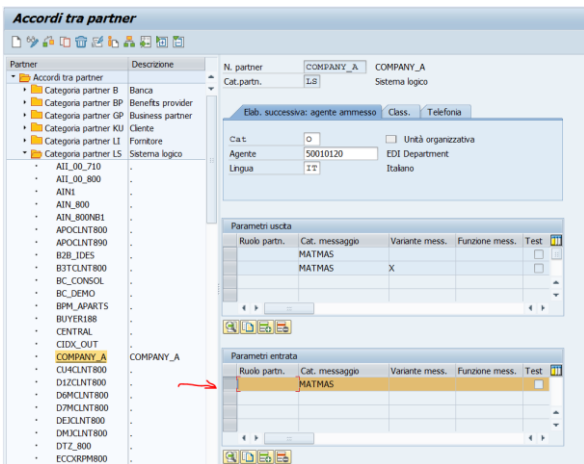 Accordi tra partner
Partner Descrizione
Accordi tra partner
Categoria partner B Banca
Categoria partner BP Benefits provider
Categoria partner GP Business partner
Categoria partner KU Cliente
Categoria partner LI Fornitore
Categoria partner LS Sistema logico
AII_00_710 .
AII_00_800 .
AIN1 .
AIN_800 .
AIN_800NB1 .
APOCLNT800 .
APOCLNT890 .
B2B_IDES .
B3TCLNT800 .
BC_CONSOL .
BC_DEMO .
BPM_APARTS .
BUYER188 .
CENTRAL .
CIDX_OUT .
COMPANY_A COMPANY_A
CU4CLNT800 .
D1ZCLNT800 .
D6MCLNT800 .
D7MCLNT800 .
DEJCLNT800 .
DMJCLNT800 .
DTZ_800 .
ECCXRPM800 .
N. partner COMPANY_A COMPANY_A
Cat.partn. LS Sistema logico
Elab. successiva: agente ammesso Class. Telefonia
Cat O Unità organizzativa
Agente 50010120 EDI Department
Lingua IT Italiano
Parametri uscita
Ruolo partn. Cat. messaggio Variante mess. Funzione mess. Test
MATMAS
MATMAS X
Parametri entrata
Ruolo partn. Cat. messaggio Variante mess. Funzione mess. Test
MATMAS